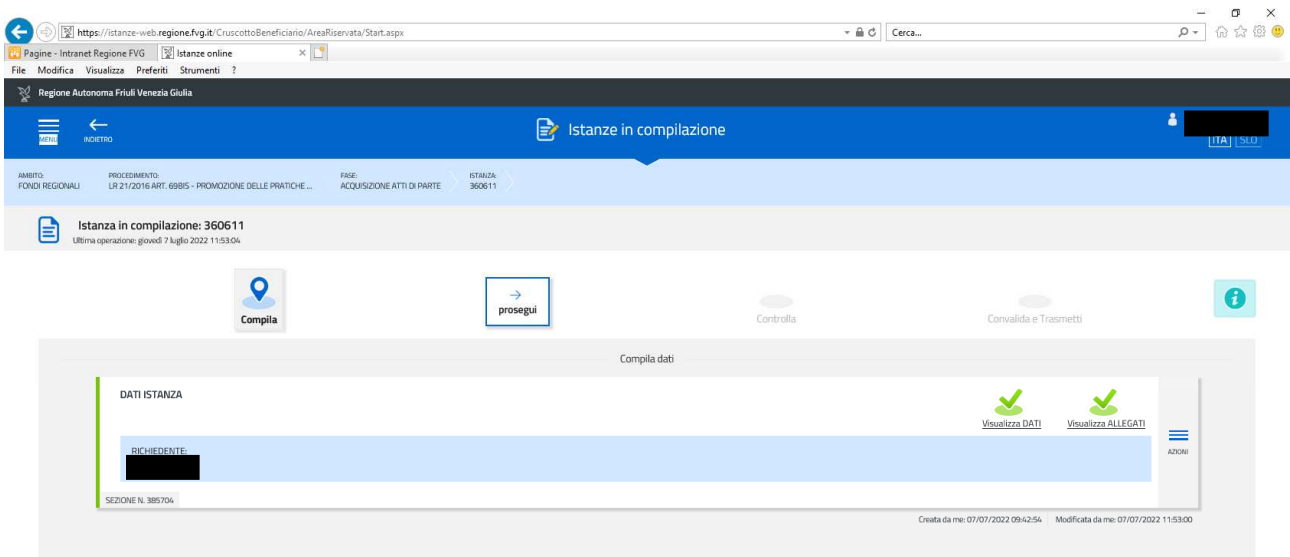 https://istanze-web.regione.fvg.it/CruscottoBeneficiario/AreaRiservata/Start.aspx
Cerca...
Pagine - Intranet Regione FVG
Istanze online
File Modifica Visualizza Preferiti Strumenti ?
Regione Autonoma Friuli Venezia Giulia
MENU
INDIETRO
Istanze in compilazione
ITA SLO
AMBITO: PROCEDIMENTO: FASE: ISTANZA:
FONDI REGIONALI LR 21/2016 ART. 69BIS - PROMOZIONE DELLE PRATICHE ... ACQUISIZIONE ATTI DI PARTE 360611
Istanza in compilazione: 360611
Ultima operazione: giovedì 7 luglio 2022 11:53:04
Compila
prosegui
Controlla
Convalida e Trasmetti
Compila dati
DATI ISTANZA
Visualizza DATI Visualizza ALLEGATI
RICHIEDENTE:
AZIONI
SEZIONE N. 385704
Creata da me: 07/07/2022 09:42:54 Modificata da me: 07/07/2022 11:53:00